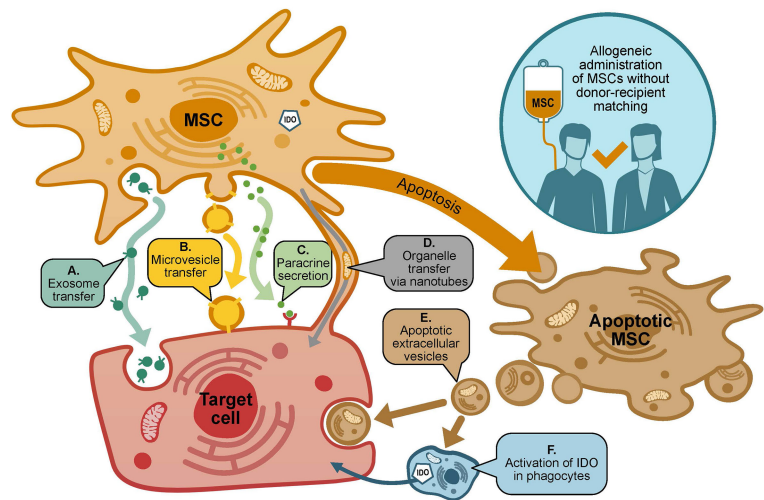 Allogeneic
administration
of MSCs without
donor-recipient
matching
MSC
MSC
IDO
Apoptosis
A.
Exosome
transfer
B.
Microvesicle
transfer
C.
Paracrine
secretion
D.
Organelle
transfer
via nanotubes
E.
Apoptotic
extracellular
vesicles
Apoptotic
MSC
Target
cell
IDO
F.
Activation of IDO
in phagocytes